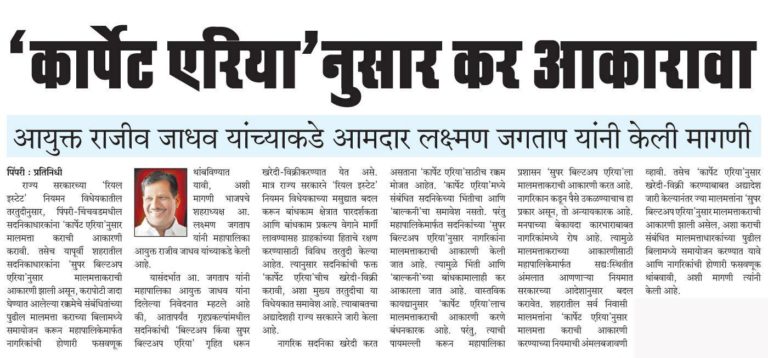 ‘कार्पेट एरिया’नुसार कर आकारावा
आयुक्त राजीव जाधव यांच्याकडे आमदार लक्ष्मण जगताप यांनी केली मागणी
पिंपरी : प्रतिनिधी
राज्य सरकारच्या ‘रियल
इस्टेट’ नियमन विधेयकातील
तरतुदीनुसार, पिंपरी-चिंचवडमधील
सदनिकाधारकांना ‘कार्पेट एरिया’नुसार
मालमत्ता कराची आकारणी
करावी. तसेच यापूर्वी शहरातील
सदनिकाधारकांना ‘सुपर बिल्टअप
एरिया’नुसार मालमत्ताकराची
आकारणी झाली असून, करापोटी जादा
घेण्यात आलेल्या रक्कमेचे संबंधितांच्या
पुढील मालमत्ता कराच्या बिलामध्ये
समायोजन करून महापालिकेमार्फत
नागरिकांची होणारी फसवणूक
थांबविण्यात
यावी, अशी
मागणी भाजपचे
शहराध्यक्ष आ.
लक्ष्मण जगताप
यांनी महापालिका
आयुक्त राजीव जाधव यांच्याकडे केली
आहे.
यासंदर्भात आ. जगताप यांनी
महापालिका आयुक्त जाधव यांना
दिलेल्या निवेदनात म्हटले आहे
की, आतापर्यंत गृहप्रकल्पांमधील
सदनिकांची ‘बिल्टअप किंवा सुपर
बिल्टअप एरिया’ गृहित धरून
खरेदी-विक्रीकरण्यात येत असे.
मात्र राज्य सरकारने ‘रियल इस्टेट’
नियमन विधेयकाच्या मसुद्यात बदल
करून बांधकाम क्षेत्रात पारदर्शकता
आणि बांधकाम प्रकल्प वेगाने मार्गी
लावण्यासह ग्राहकांच्या हिताचे रक्षण
करण्यासाठी विविध तरतुदी केल्या
आहेत. त्यानुसार सदनिकांची फक्त
‘कार्पेट एरिया’चीच खरेदी-विक्री
करावी, अशा मुख्य तरतुदीचा या
विधेयकात समावेश आहे. त्याबाबतचा
अद्यादेशही राज्य सरकारने जारी केला
आहे.
नागरिक सदनिका खरेदी करत
असताना ‘कार्पेट एरिया’साठीच रक्कम
मोजत आहेत. ‘कार्पेट एरिया’मध्ये
संबंधित सदनिकेच्या भिंतीचा आणि
‘बाल्कनी’चा समावेश नसतो. परंतु
महापालिकेमार्फत सदनिकांच्या ‘सुपर
बिल्टअप एरिया’नुसार नागरिकांना
मालमत्ताकराची आकारणी केली
जात आहे. त्यामुळे भिंती आणि
‘बाल्कनी’च्या बांधकामालाही कर
आकारला जात आहे. वास्तविक
कायद्यानुसार ‘कार्पेट एरिया’लाच
मालमत्ताकराची आकारणी करणे
बंधनकारक आहे. परंतु, त्याची
पायमल्ली करून महापालिका
प्रशासन ‘सुपर बिल्टअप एरिया’ला
मालमत्ताकराची आकारणी करत आहे.
नागरिकान कडून पैसे उकळण्याचाच हा
प्रकार असून, तो अन्यायकारक आहे.
मनपाच्या बेकायदा कारभाराबाबत
नागरिकांमध्ये रोष आहे. त्यामुळे
मालमत्ताकराच्या आकारणीसाठी
महापालिकेमार्फत सद्य:स्थितीत
अंमलात आणणाऱ्या नियमात
सरकारच्या आदेशानुसार बदल
करावेत. शहरातील सर्व निवासी
मालमत्तांना ‘कार्पेट एरिया’नुसार
मालमत्ता कराची आकारणी
करण्याच्या नियमाची अंमलबजावणी
व्हावी. तसेच ‘कार्पेट एरिया’नुसार
खरेदी-विक्री करण्याबाबत अद्यादेश
जारी केल्यानंतर ज्या मालामत्तांना ‘सुपर
बिल्टअप एरिया’नुसार मालमत्ताकराची
आकारणी झाली असेल, अशा कराची
संबंधित मालमत्ताधारकांच्या पुढील
बिलामध्ये समायोजन करण्यात यावे
आणि नागरिकांची होणारी फसवणूक
थांबवावी, अशी मागणी त्यांनी
केली आहे.